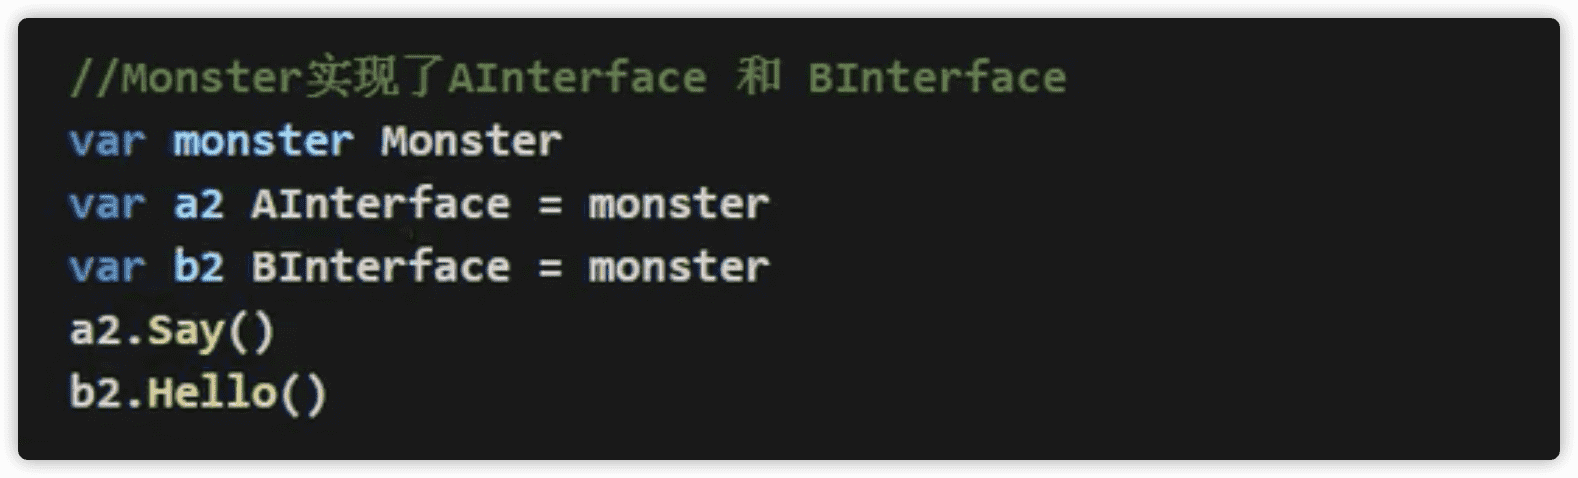 //Monster实现了AInterface 和 BInterface
var monster Monster
var a2 AInterface = monster
var b2 BInterface = monster
a2.Say()
b2.Hello()